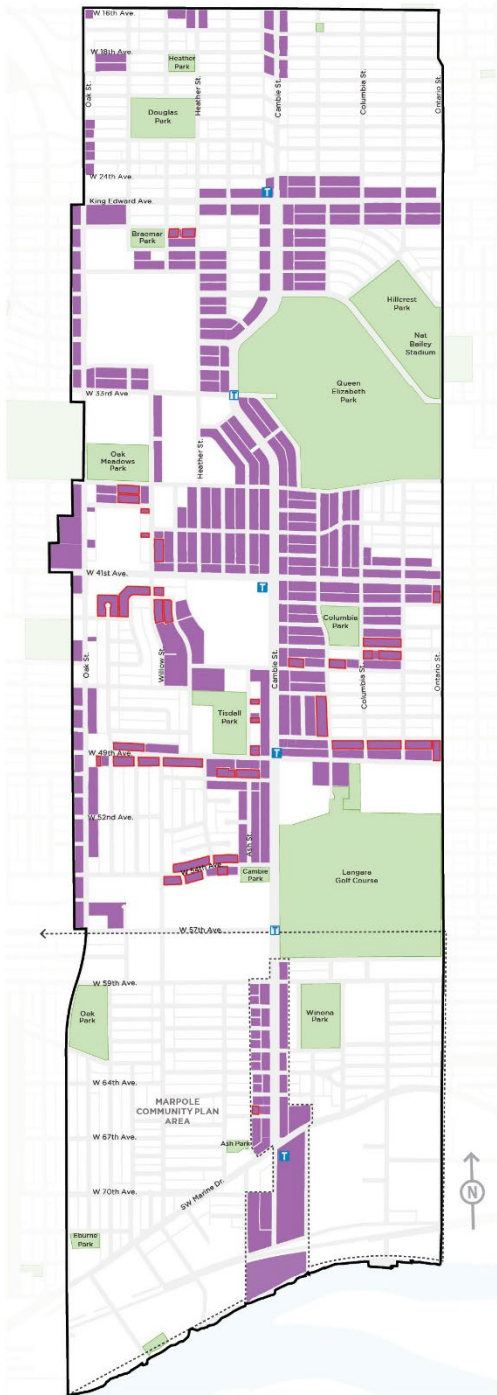 W 16th Ave.
W 18th Ave.
Heather
Park
Oak St.
Heather St.
Cambie St.
Columbia St.
Ontario St.
Douglas
Park
W 24th Ave.
T
King Edward Ave.
Braemar
Park
Hillcrest
Park
Nat
Bailey
Stadium
Queen
Elizabeth
Park
W 33rd Ave.
T
Oak
Meadows
Park
Heather St.
W 41st Ave.
T
Columbia
Park
Oak St.
Willow St
Cambie St.
Columbia St.
Ontario St.
Tisdall
Park
W 49th Ave.
T
W 52nd Ave.
Ash St.
W 54th Ave.
Cambie
Park
Langara
Golf Course
W 57th Ave.
T
W 59th Ave.
Oak
Park
Winona
Park
W 64th Ave.
MARPOLE
COMMUNITY PLAN
AREA
W 67th Ave.
Ash Park
T
W 70th Ave.
SW Marine Dr.
N
Eburne
Park